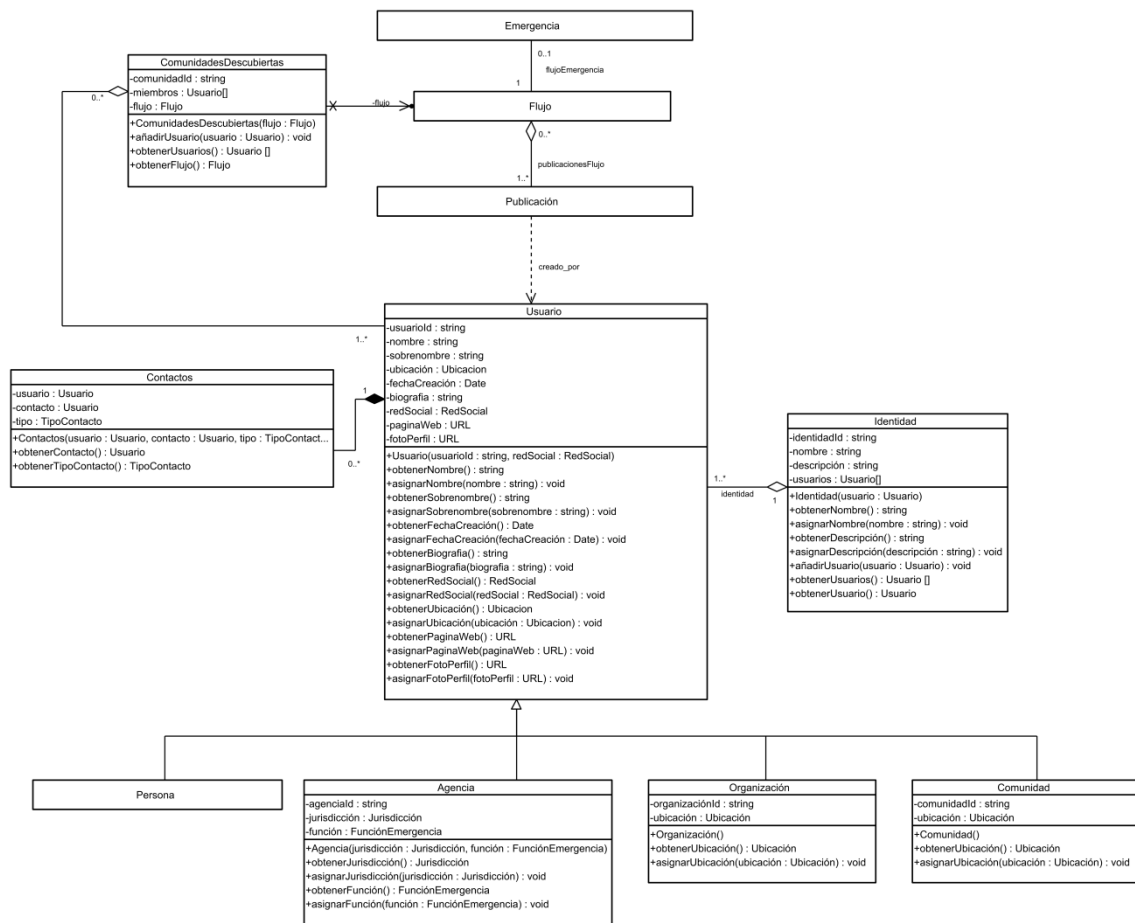 Emergencia
0..1
flujoEmergencia
1
ComunidadesDescubiertas
-comunidadId : string
-miembros : Usuario[]
-flujo : Flujo
+ComunidadesDescubiertas(flujo : Flujo)
+añadirUsuario(usuario : Usuario) : void
+obtenerUsuarios() : Usuario []
+obtenerFlujo() : Flujo
0..*
-flujo
Flujo
0..*
publicacionesFlujo
1..*
Publicación
creado_por
1..*
Usuario
-usuarioId : string
-nombre : string
-sobrenombre : string
-ubicación : Ubicacion
-fechaCreación : Date
-biografia : string
-redSocial : RedSocial
-paginaWeb : URL
-fotoPerfil : URL
+Usuario(usuarioId : string, redSocial : RedSocial)
+obtenerNombre() : string
+asignarNombre(nombre : string) : void
+obtenerSobrenombre() : string
+asignarSobrenombre(sobrenombre : string) : void
+obtenerFechaCreación() : Date
+asignarFechaCreación(fechaCreación : Date) : void
+obtenerBiografia() : string
+asignarBiografia(biografia : string) : void
+obtenerRedSocial() : RedSocial
+asignarRedSocial(redSocial : RedSocial) : void
+obtenerUbicación() : Ubicacion
+asignarUbicación(ubicación : Ubicacion) : void
+obtenerPaginaWeb() : URL
+asignarPaginaWeb(paginaWeb : URL) : void
+obtenerFotoPerfil() : URL
+asignarFotoPerfil(fotoPerfil : URL) : void
Contactos
-usuario : Usuario
-contacto : Usuario
-tipo : TipoContacto
+Contactos(usuario : Usuario, contacto : Usuario, tipo : TipoContact...
+obtenerContacto() : Usuario
+obtenerTipoContacto() : TipoContacto
1
0..*
1..*
identidad
1
Identidad
-identidadId : string
-nombre : string
-descripción : string
-usuarios : Usuario[]
+Identidad(usuario : Usuario)
+obtenerNombre() : string
+asignarNombre(nombre : string) : void
+obtenerDescripción() : string
+asignarDescripción(descripción : string) : void
+añadirUsuario(usuario : Usuario) : void
+obtenerUsuarios() : Usuario []
+obtenerUsuario() : Usuario
Persona
Agencia
-agenciaId : string
-jurisdicción : Jurisdicción
-función : FunciónEmergencia
+Agencia(jurisdicción : Jurisdicción, función : FunciónEmergencia)
+obtenerJurisdicción() : Jurisdicción
+asignarJurisdicción(jurisdicción : Jurisdicción) : void
+obtenerFunción() : FunciónEmergencia
+asignarFunción(función : FunciónEmergencia) : void
Organización
-organizaciónId : string
-ubicación : Ubicación
+Organización()
+obtenerUbicación() : Ubicación
+asignarUbicación(ubicación : Ubicación) : void
Comunidad
-comunidadId : string
-ubicación : Ubicación
+Comunidad()
+obtenerUbicación() : Ubicación
+asignarUbicación(ubicación : Ubicación) : void